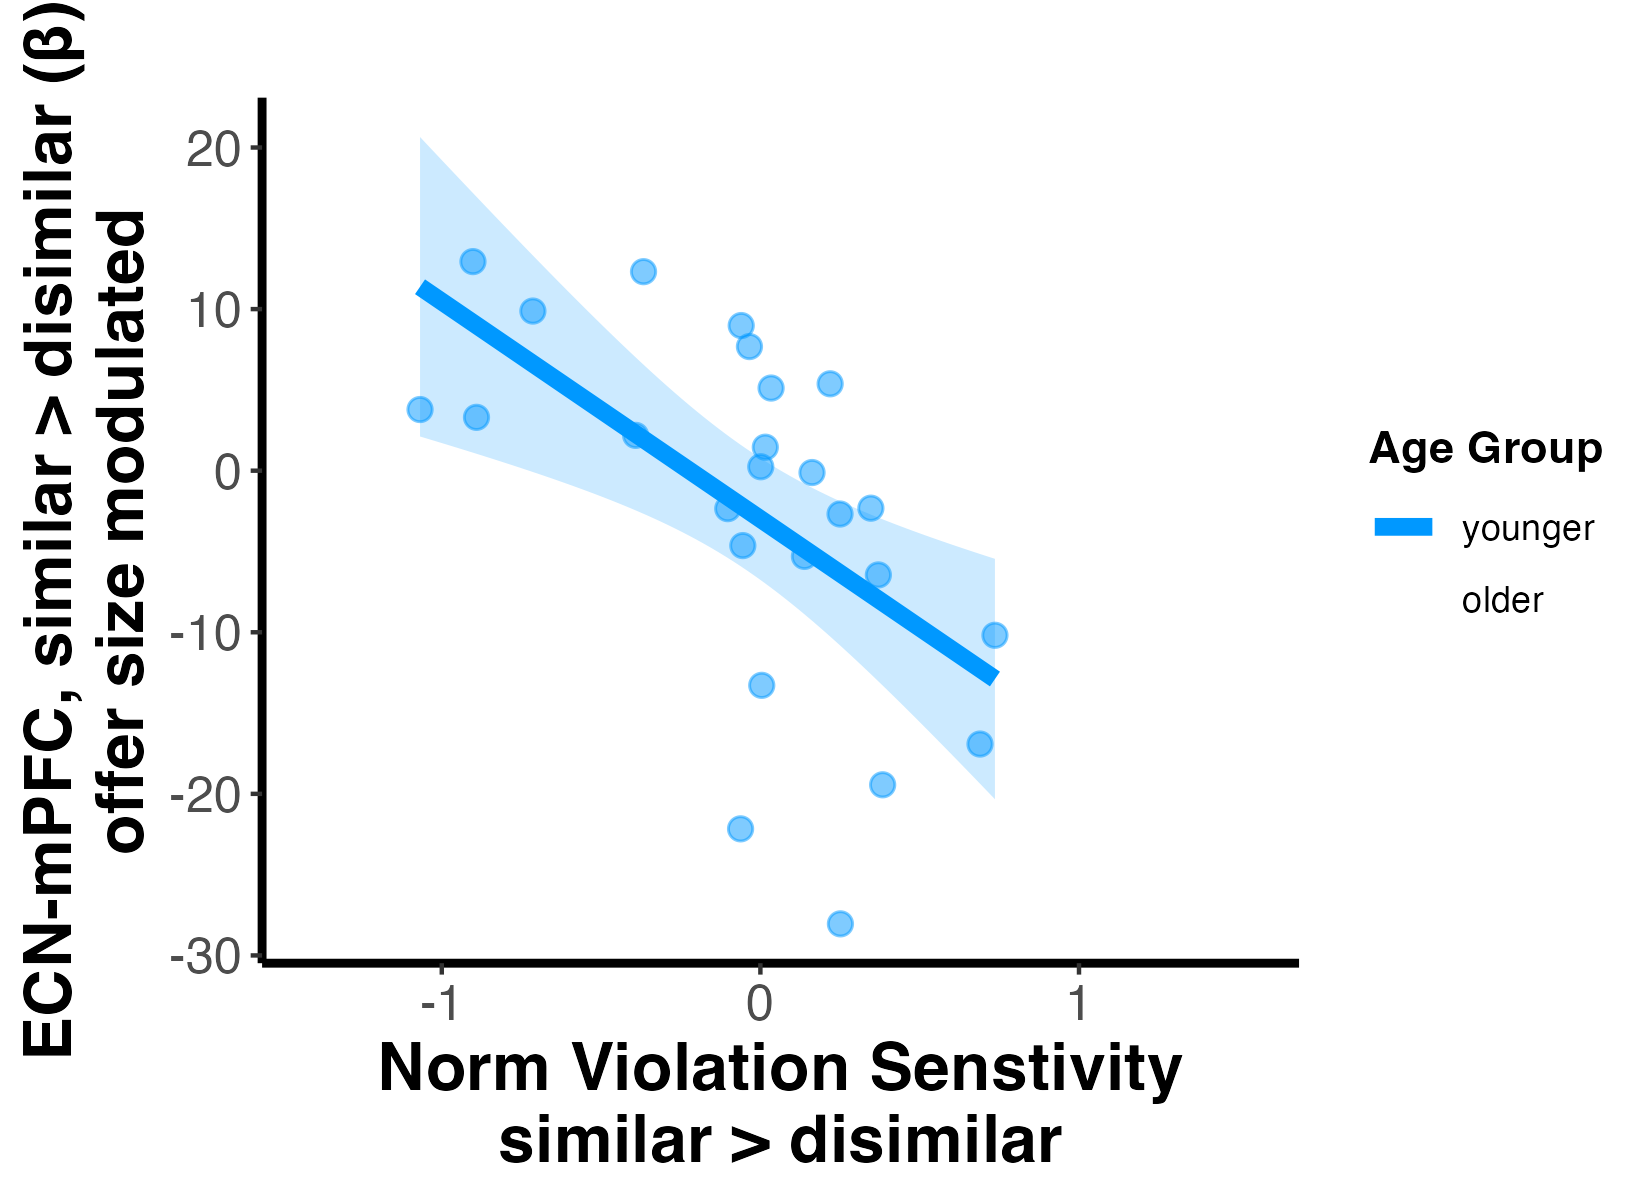 ECN-mPFC, similar > disimilar (β)
offer size modulated
20
10
0
-10
-20
-30
-1
0
1
Norm Violation Senstivity
similar > disimilar
Age Group
younger
older